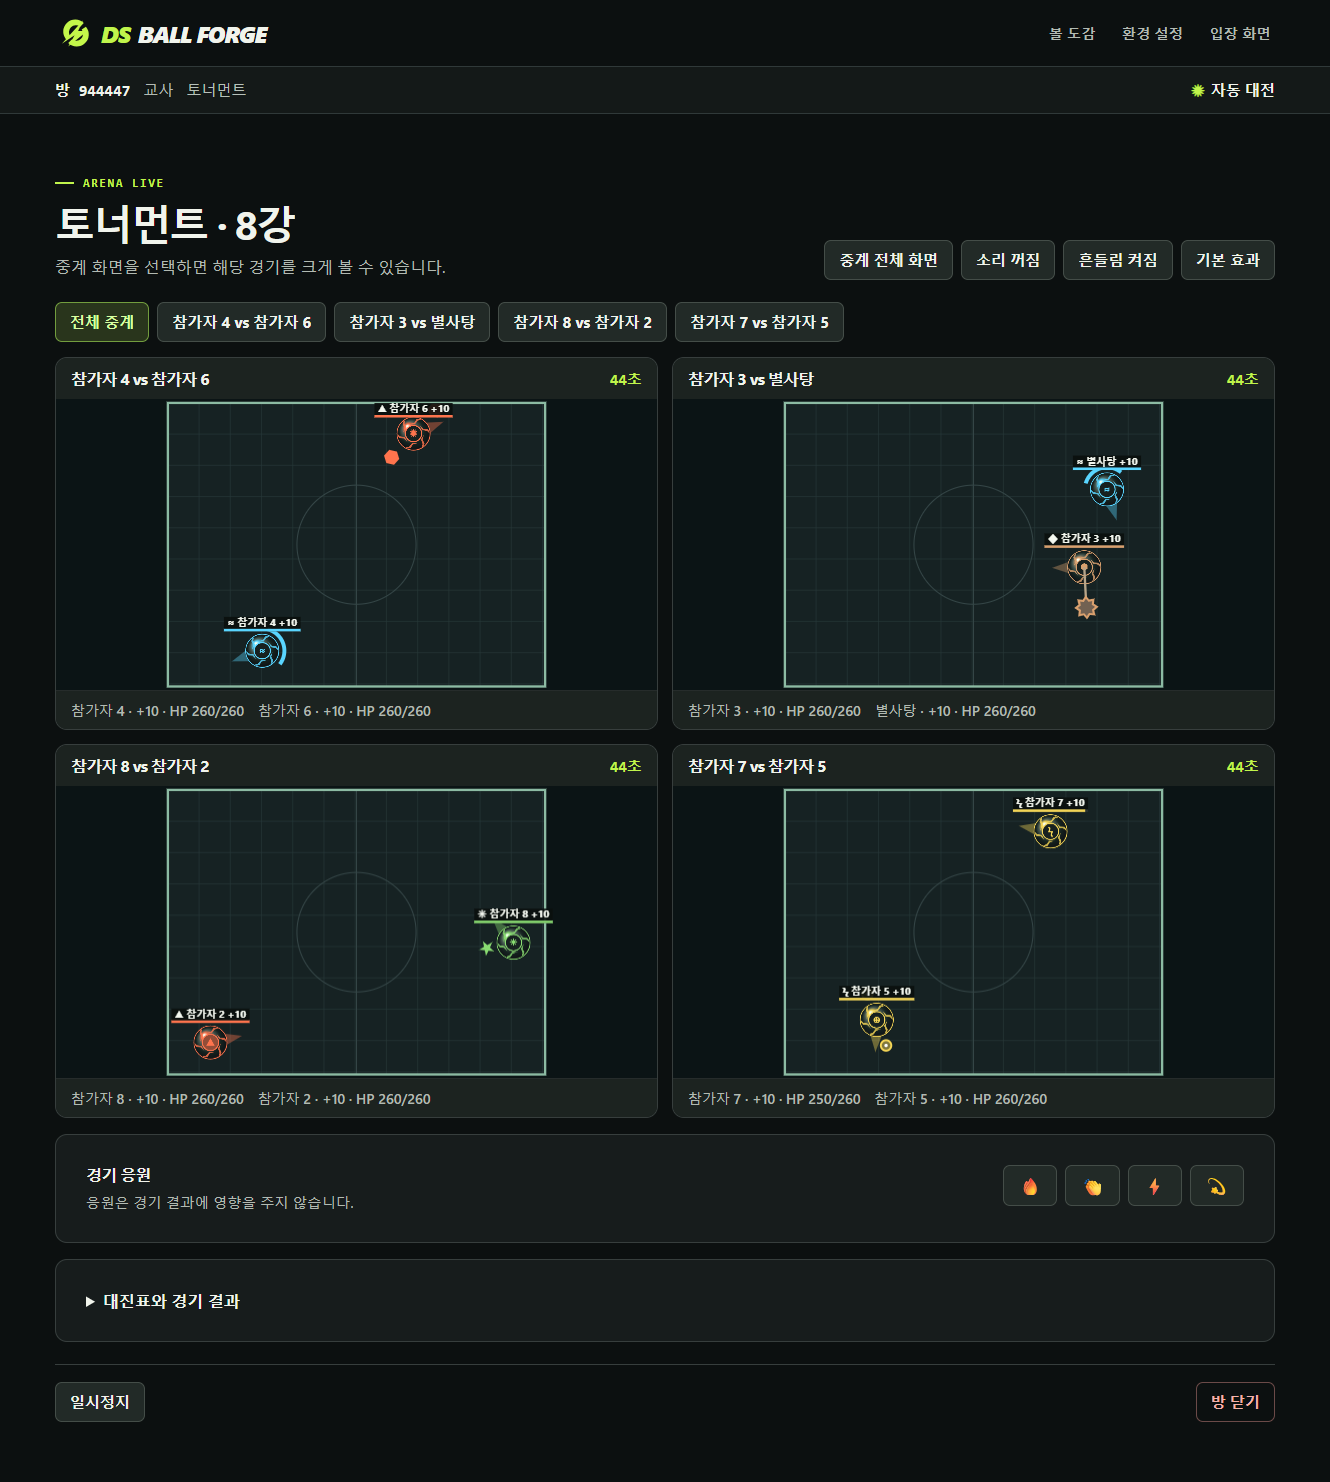 DS BALL FORGE
볼 도감 환경 설정 입장 화면
방 944447 교사 토너먼트
자동 대전
ARENA LIVE
토너먼트 · 8강
중계 화면을 선택하면 해당 경기를 크게 볼 수 있습니다.
중계 전체 화면 소리 꺼짐 흔들림 켜짐 기본 효과
전체 중계 참가자 4 vs 참가자 6 참가자 3 vs 별사탕 참가자 8 vs 참가자 2 참가자 7 vs 참가자 5
참가자 4 vs 참가자 6 44초
▲ 참가자 6 +10
≈ 참가자 4 +10
참가자 4 · +10 · HP 260/260 참가자 6 · +10 · HP 260/260
참가자 3 vs 별사탕 44초
≈ 별사탕 +10
◆ 참가자 3 +10
참가자 3 · +10 · HP 260/260 별사탕 · +10 · HP 260/260
참가자 8 vs 참가자 2 44초
참가자 8 +10
▲ 참가자 2 +10
참가자 8 · +10 · HP 260/260 참가자 2 · +10 · HP 260/260
참가자 7 vs 참가자 5 44초
참가자 7 +10
참가자 5 +10
참가자 7 · +10 · HP 250/260 참가자 5 · +10 · HP 260/260
경기 응원
응원은 경기 결과에 영향을 주지 않습니다.
▶ 대진표와 경기 결과
일시정지
방 닫기